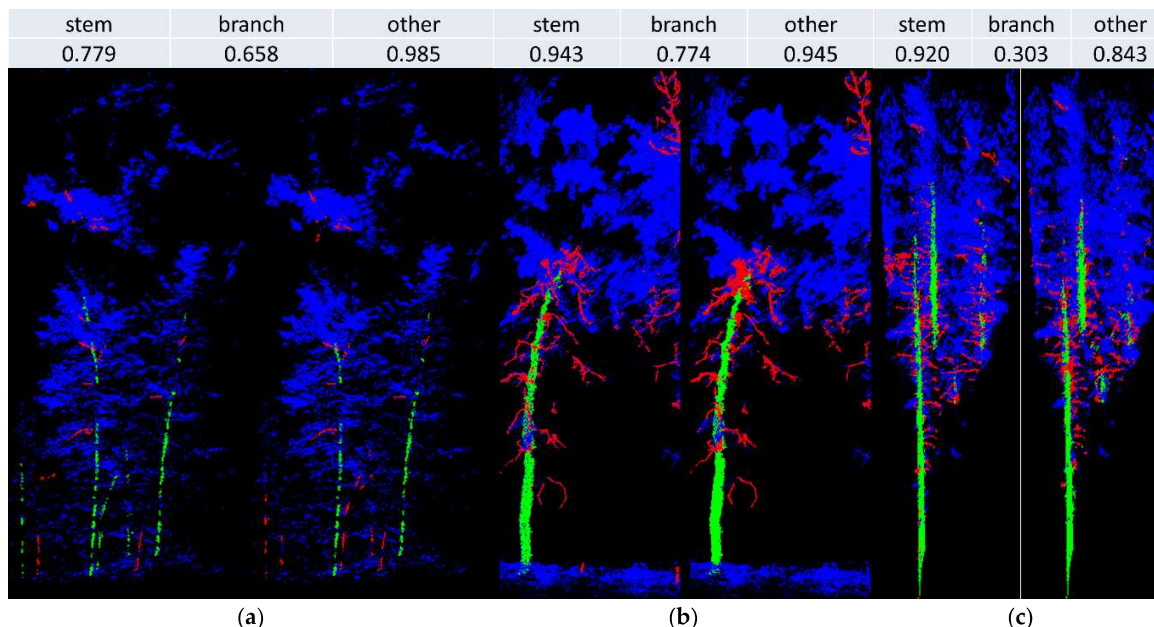 stem branch other stem branch other stem branch other
0.779 0.658 0.985 0.943 0.774 0.945 0.920 0.303 0.843
(a) (b) (c)